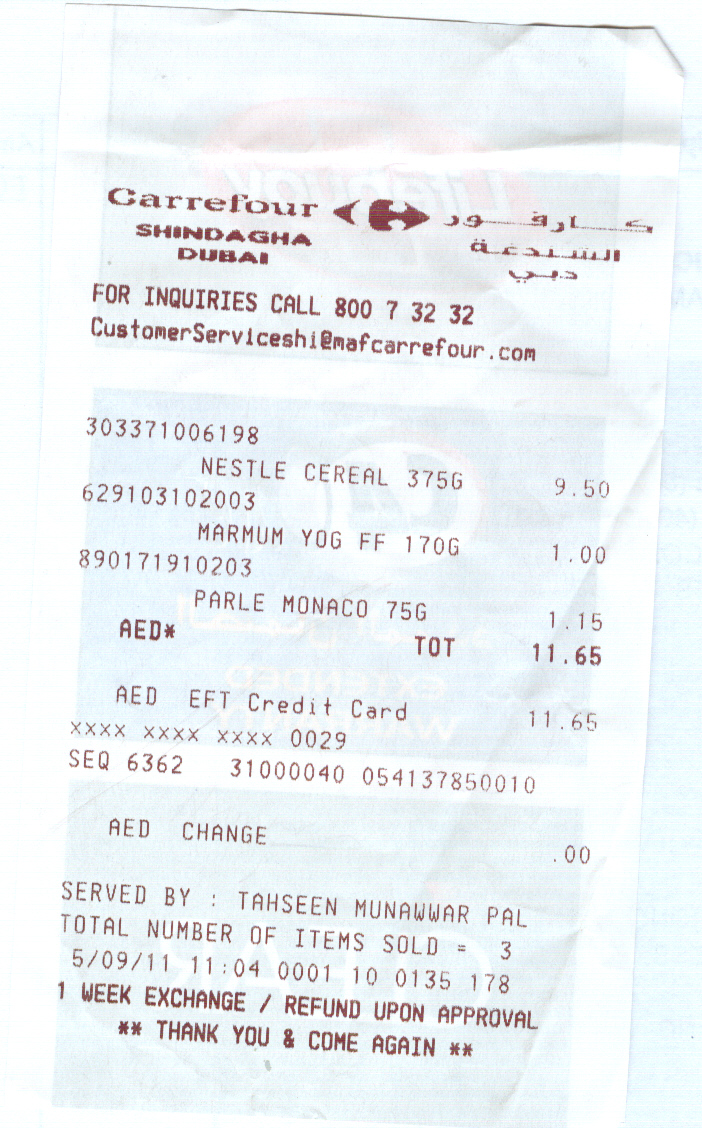 Carrefour كارفور
SHINDAGHA الشندغة
DUBAI دبي
FOR INQUIRIES CALL 800 7 32 32
CustomerServiceshi@mafcarrefour.com
303371006198
NESTLE CEREAL 375G 9.50
629103102003
MARMUM YOG FF 170G 1.00
890171910203
PARLE MONACO 75G 1.15
AED* TOT 11.65
AED EFT Credit Card 11.65
XXXX XXXX XXXX 0029
SEQ 6362 31000040 054137850010
AED CHANGE .00
SERVED BY : TAHSEEN MUNAWWAR PAL
TOTAL NUMBER OF ITEMS SOLD = 3
5/09/11 11:04 0001 10 0135 178
1 WEEK EXCHANGE / REFUND UPON APPROVAL
** THANK YOU & COME AGAIN **